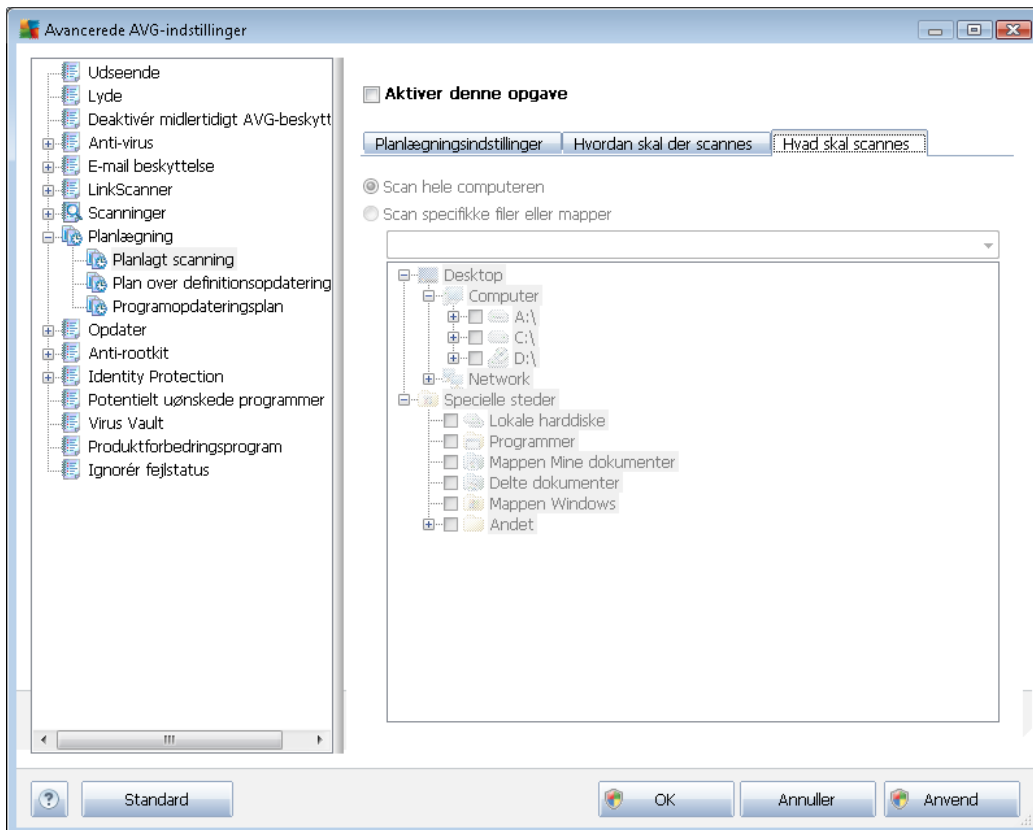 Avancerede AVG-indstillinger
Udseende
Lyde
Deaktivér midlertidigt AVG-beskytt
Anti-virus
E-mail beskyttelse
LinkScanner
Scanninger
Planlægning
Planlagt scanning
Plan over definitionsopdatering
Programopdateringsplan
Opdater
Anti-rootkit
Identity Protection
Potentielt uønskede programmer
Virus Vault
Produktforbedringsprogram
Ignorér fejlstatus
Aktiver denne opgave
Planlægningsindstillinger
Hvordan skal der scannes
Hvad skal scannes
Scan hele computeren
Scan specifikke filer eller mapper
Desktop
Computer
A:\
C:\
D:\
Network
Specielle steder
Lokale harddiske
Programmer
Mappen Mine dokumenter
Delte dokumenter
Mappen Windows
Andet
?
Standard
OK
Annuller
Anvend